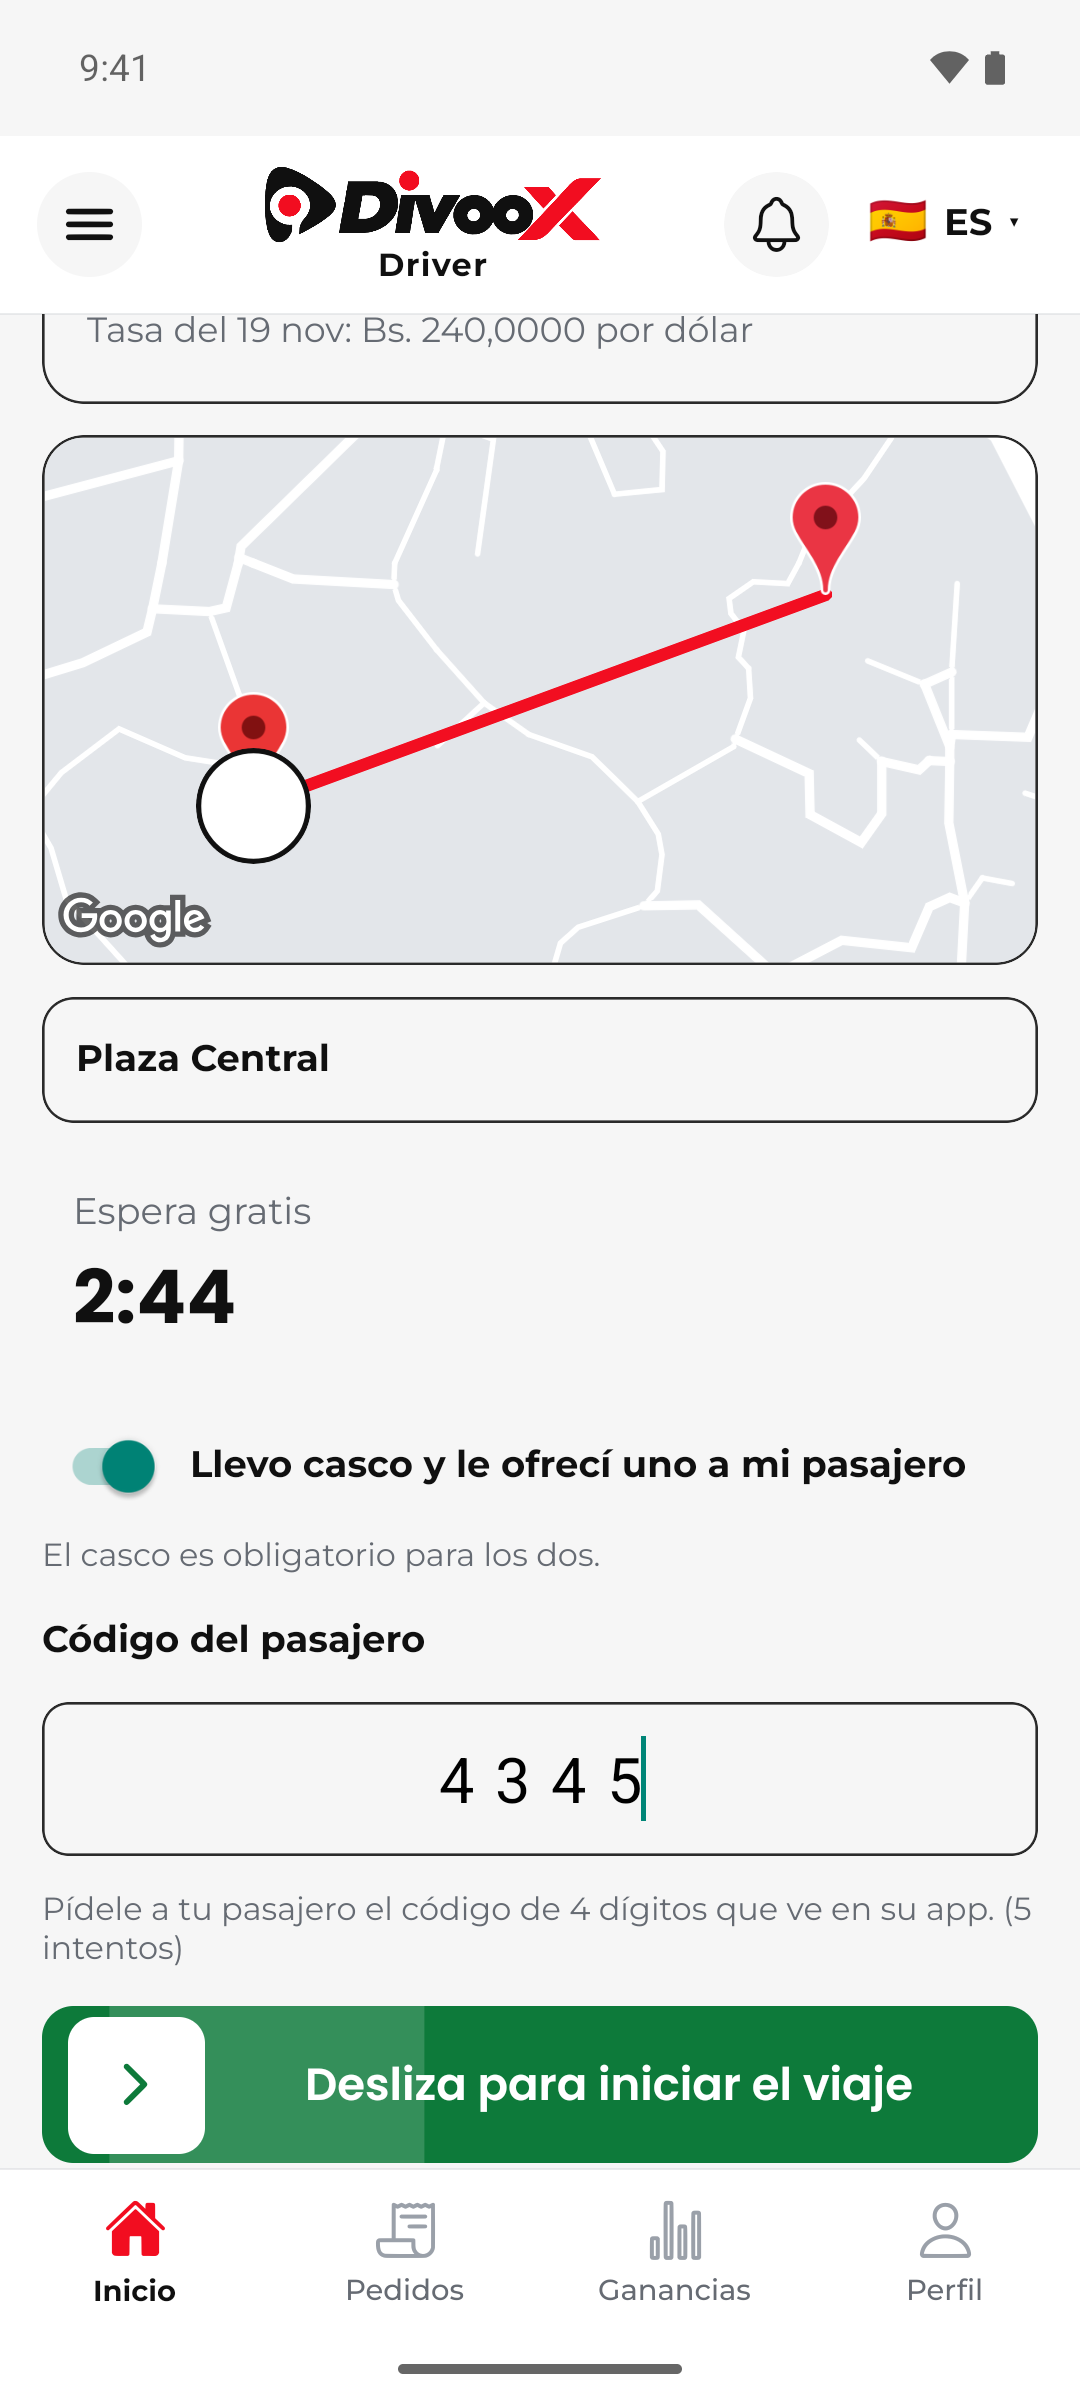 9:41
DivooX
Driver
ES
Tasa del 19 nov: Bs. 240,0000 por dólar
Google
Plaza Central
Espera gratis
2:44
Llevo casco y le ofrecí uno a mi pasajero
El casco es obligatorio para los dos.
Código del pasajero
4 3 4 5
Pídele a tu pasajero el código de 4 dígitos que ve en su app. (5
intentos)
Desliza para iniciar el viaje
Inicio
Pedidos
Ganancias
Perfil